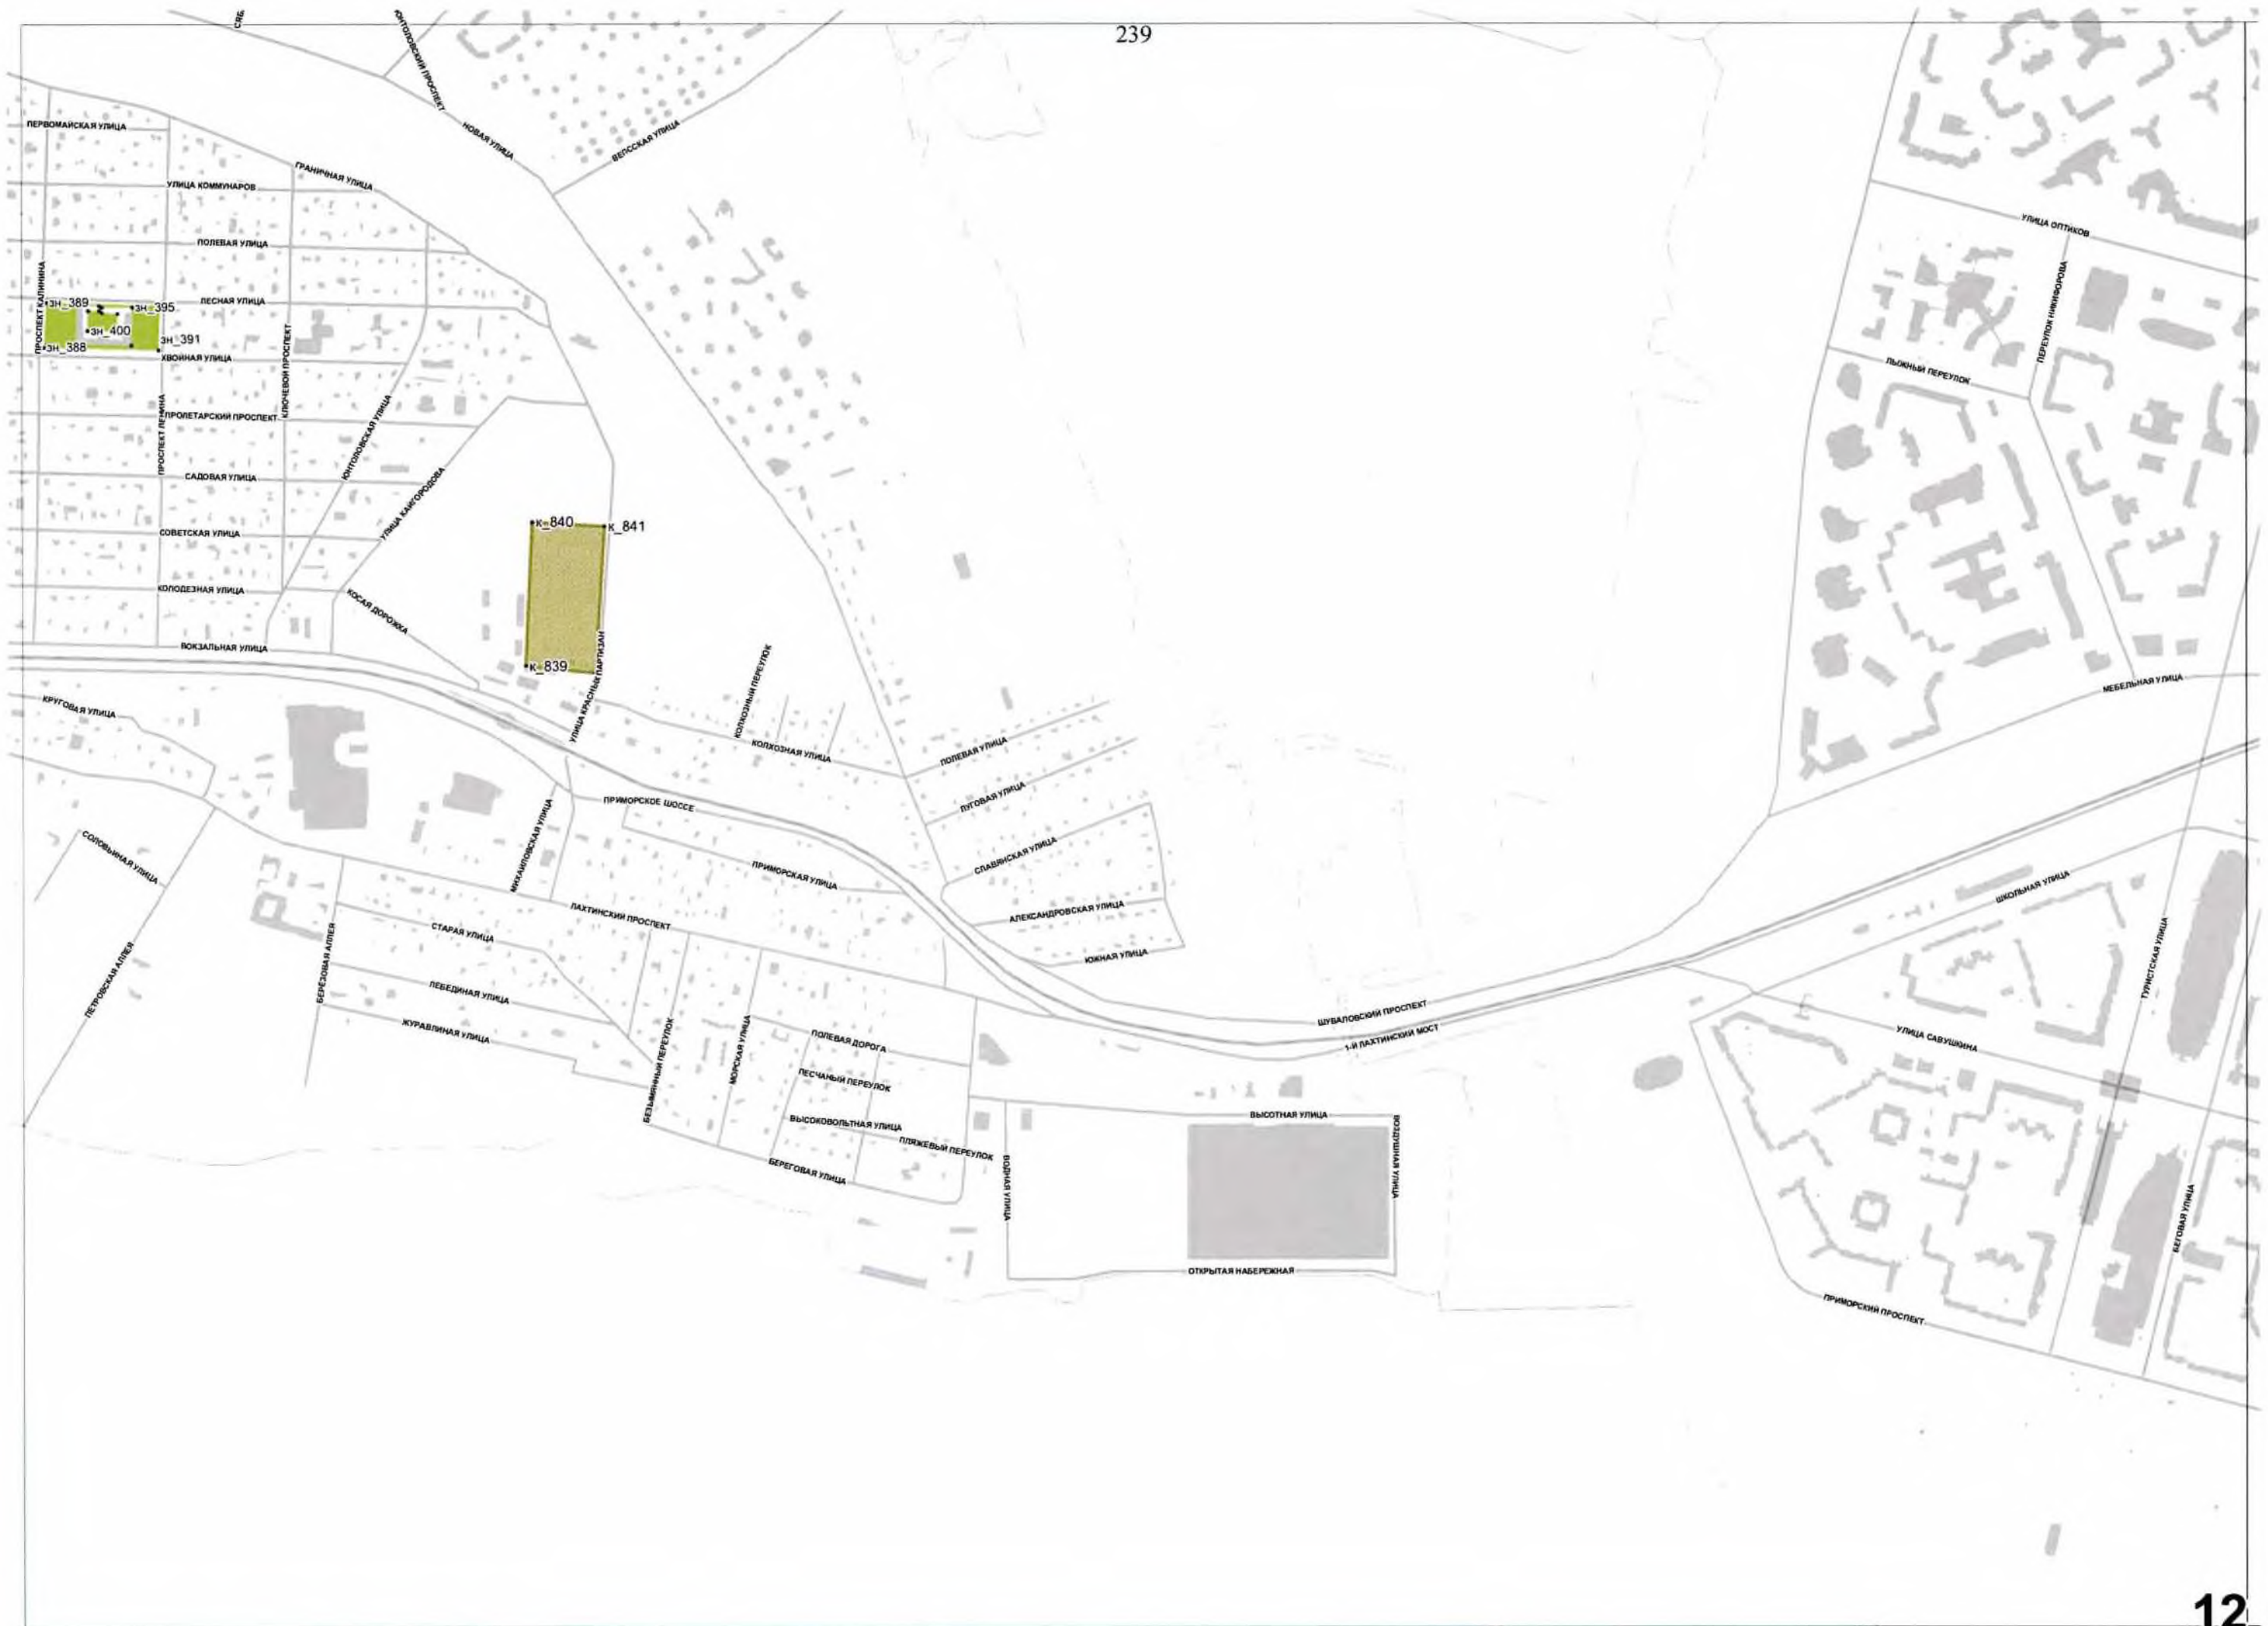 239
ПЕРВОМАЙСКАЯ УЛИЦА
НОВАЯ УЛИЦА
ВЕПССКАЯ УЛИЦА
ГРАНИЧНАЯ УЛИЦА
УЛИЦА КОММУНАРОВ
УЛИЦА ОПТИКОВ
ПОЛЕВАЯ УЛИЦА
ПРОСПЕКТ КАЛИНИНА
зн_389
зн_395
ЛЕСНАЯ УЛИЦА
ПЕРЕУЛОК НИКИФОРОВА
зн_400
зн_391
зн_388
ХВОЙНАЯ УЛИЦА
КЛЮЧЕВОЙ ПРОСПЕКТ
ЛЫЖНЫЙ ПЕРЕУЛОК
ПРОСПЕКТ ЛЕНИНА
ПРОЛЕТАРСКИЙ ПРОСПЕКТ
ЮНТОЛОВСКАЯ УЛИЦА
САДОВАЯ УЛИЦА
УЛИЦА КАЙГОРОДОВА
к_840
к_841
СОВЕТСКАЯ УЛИЦА
КОЛОДЕЗНАЯ УЛИЦА
КОСАЯ ДОРОЖКА
ВОКЗАЛЬНАЯ УЛИЦА
к_839
УЛИЦА КРАСНЫХ ПАРТИЗАН
КОЛХОЗНЫЙ ПЕРЕУЛОК
МЕБЕЛЬНАЯ УЛИЦА
КРУГОВАЯ УЛИЦА
КОЛХОЗНАЯ УЛИЦА
ПОЛЕВАЯ УЛИЦА
ЛУГОВАЯ УЛИЦА
ПРИМОРСКОЕ ШОССЕ
МИХАЙЛОВСКАЯ УЛИЦА
СОЛОВЬИНАЯ УЛИЦА
СЛАВЯНСКАЯ УЛИЦА
ПРИМОРСКАЯ УЛИЦА
ШКОЛЬНАЯ УЛИЦА
ЛАХТИНСКИЙ ПРОСПЕКТ
АЛЕКСАНДРОВСКАЯ УЛИЦА
СТАРАЯ УЛИЦА
БЕРЁЗОВАЯ АЛЛЕЯ
ЮЖНАЯ УЛИЦА
ТУРИСТСКАЯ УЛИЦА
ПЕТРОВСКАЯ АЛЛЕЯ
ЛЕБЕДИНАЯ УЛИЦА
ШУВАЛОВСКИЙ ПРОСПЕКТ
ЖУРАВЛИНАЯ УЛИЦА
1-Й ЛАХТИНСКИЙ МОСТ
УЛИЦА САВУШКИНА
БЕЗЫМЯННЫЙ ПЕРЕУЛОК
МОРСКАЯ УЛИЦА
ПОЛЕВАЯ ДОРОГА
ПЕСЧАНЫЙ ПЕРЕУЛОК
ВЫСОКОВОЛЬТНАЯ УЛИЦА
ПЛЯЖЕВЫЙ ПЕРЕУЛОК
ВЫСОТНАЯ УЛИЦА
ВОЗДУШНАЯ УЛИЦА
БЕРЕГОВАЯ УЛИЦА
ВОДНАЯ УЛИЦА
БЕГОВАЯ УЛИЦА
ОТКРЫТАЯ НАБЕРЕЖНАЯ
ПРИМОРСКИЙ ПРОСПЕКТ
12